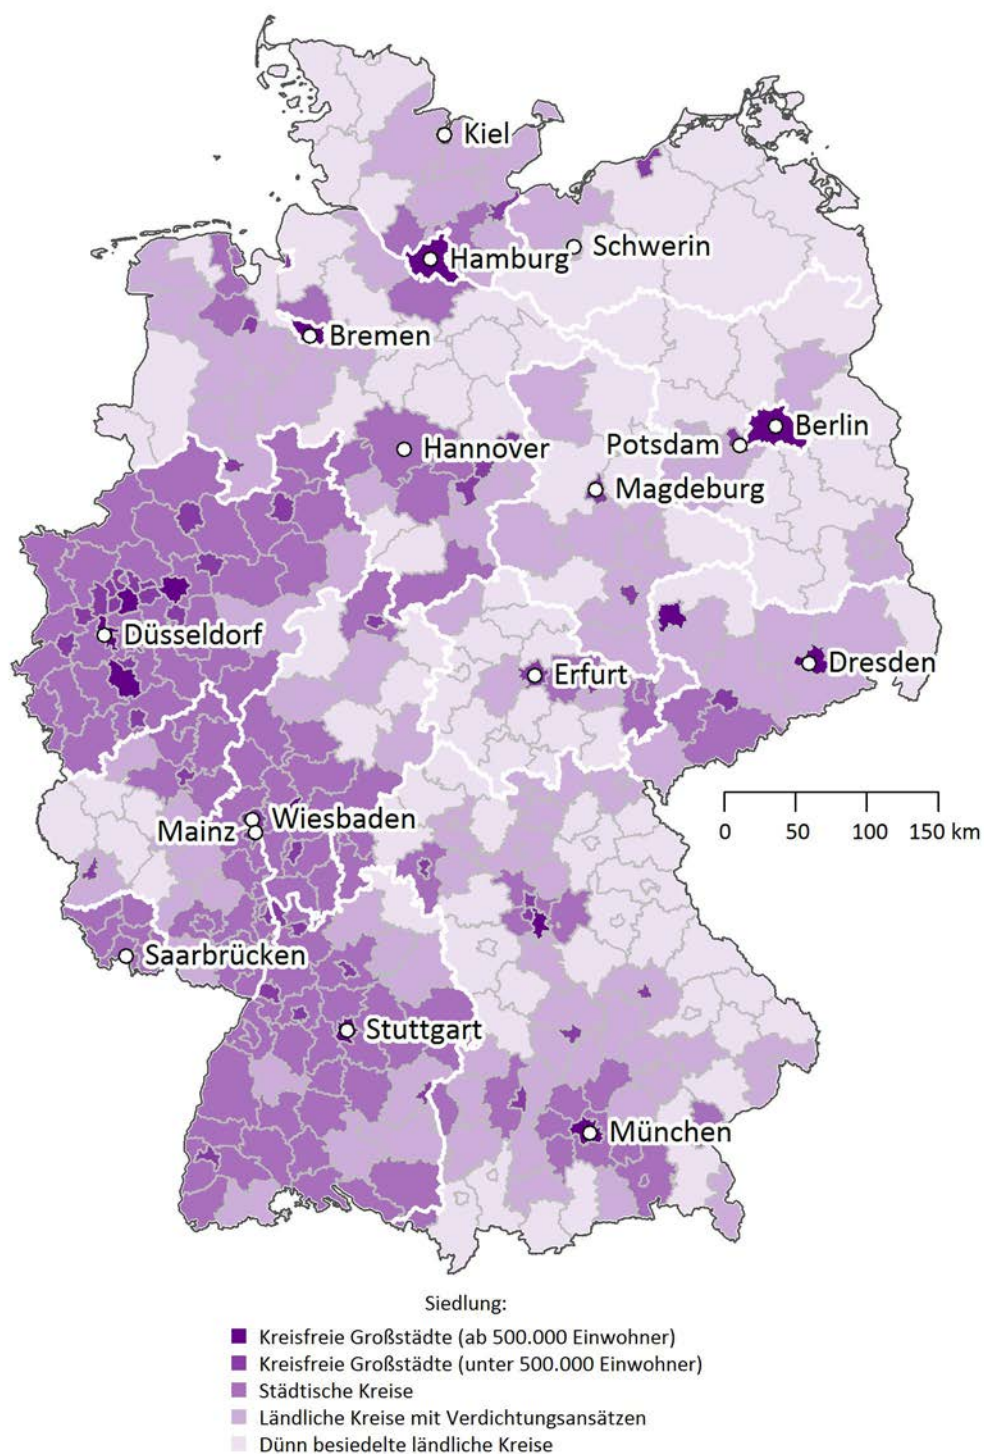 Kiel
Schwerin
Hamburg
Bremen
Berlin
Potsdam
Hannover
Magdeburg
Düsseldorf
Dresden
Erfurt
0 50 100 150 km
Wiesbaden
Mainz
Saarbrücken
Stuttgart
München
Siedlung:
Kreisfreie Großstädte (ab 500.000 Einwohner)
Kreisfreie Großstädte (unter 500.000 Einwohner)
Städtische Kreise
Ländliche Kreise mit Verdichtungsansätzen
Dünn besiedelte ländliche Kreise